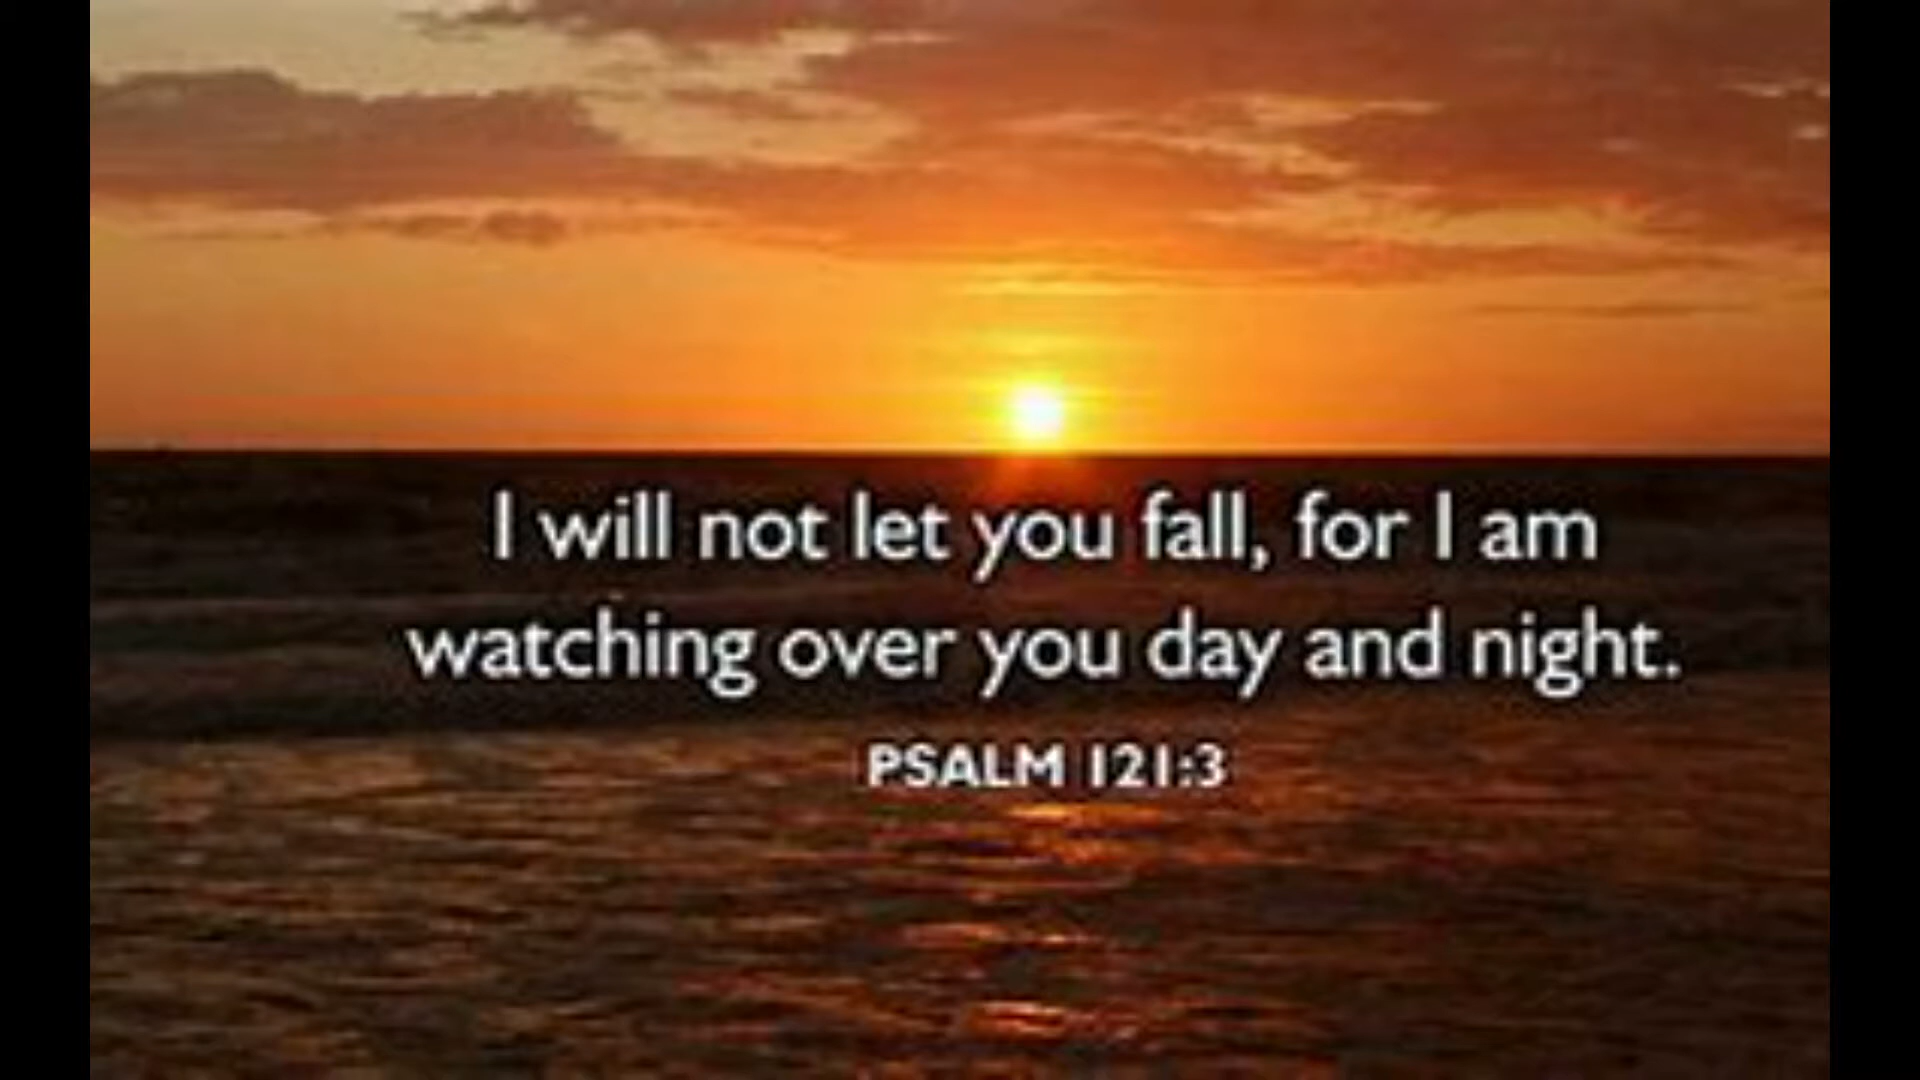 I will not let you fall, for I am
watching over you day and night.
PSALM 121:3